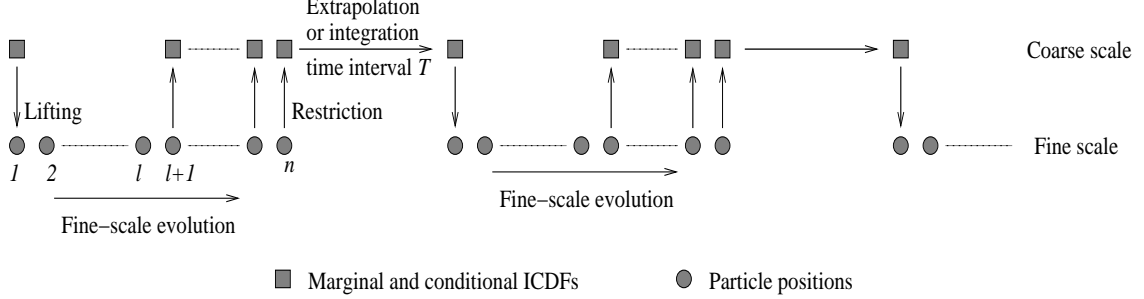 Extrapolation
or integration
time interval T
Coarse scale
Lifting
Restriction
Fine scale
1 2 l l+1 n
Fine−scale evolution
Fine−scale evolution
Marginal and conditional ICDFs
Particle positions